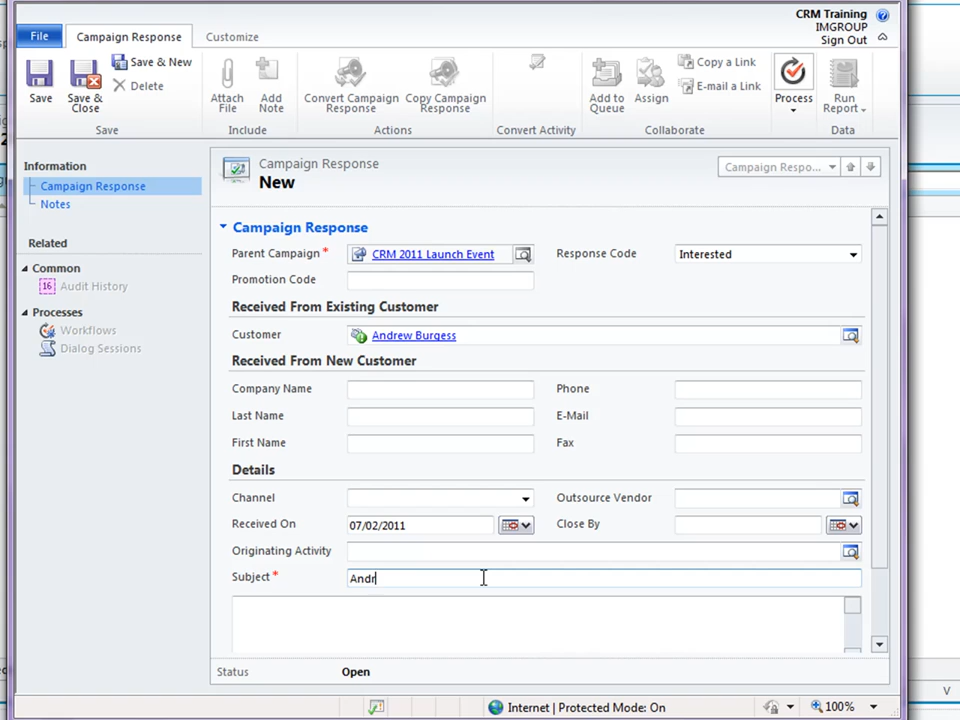 CRM Training
IMGROUP
Sign Out
File
Campaign Response
Customize
Save
Save & Close
Save & New
Delete
Save
Attach File
Add Note
Include
Convert Campaign Response
Copy Campaign Response
Actions
Convert Activity
Add to Queue
Assign
Copy a Link
E-mail a Link
Collaborate
Process
Run Report
Data
Information
Campaign Response
Notes
Related
Common
16 Audit History
Processes
Workflows
Dialog Sessions
Campaign Response
New
Campaign Respo...
Campaign Response
Parent Campaign * CRM 2011 Launch Event
Response Code Interested
Promotion Code
Received From Existing Customer
Customer Andrew Burgess
Received From New Customer
Company Name Phone
Last Name E-Mail
First Name Fax
Details
Channel Outsource Vendor
Received On 07/02/2011 Close By
Originating Activity
Subject * Andr
Status Open
Internet | Protected Mode: On
100%
V